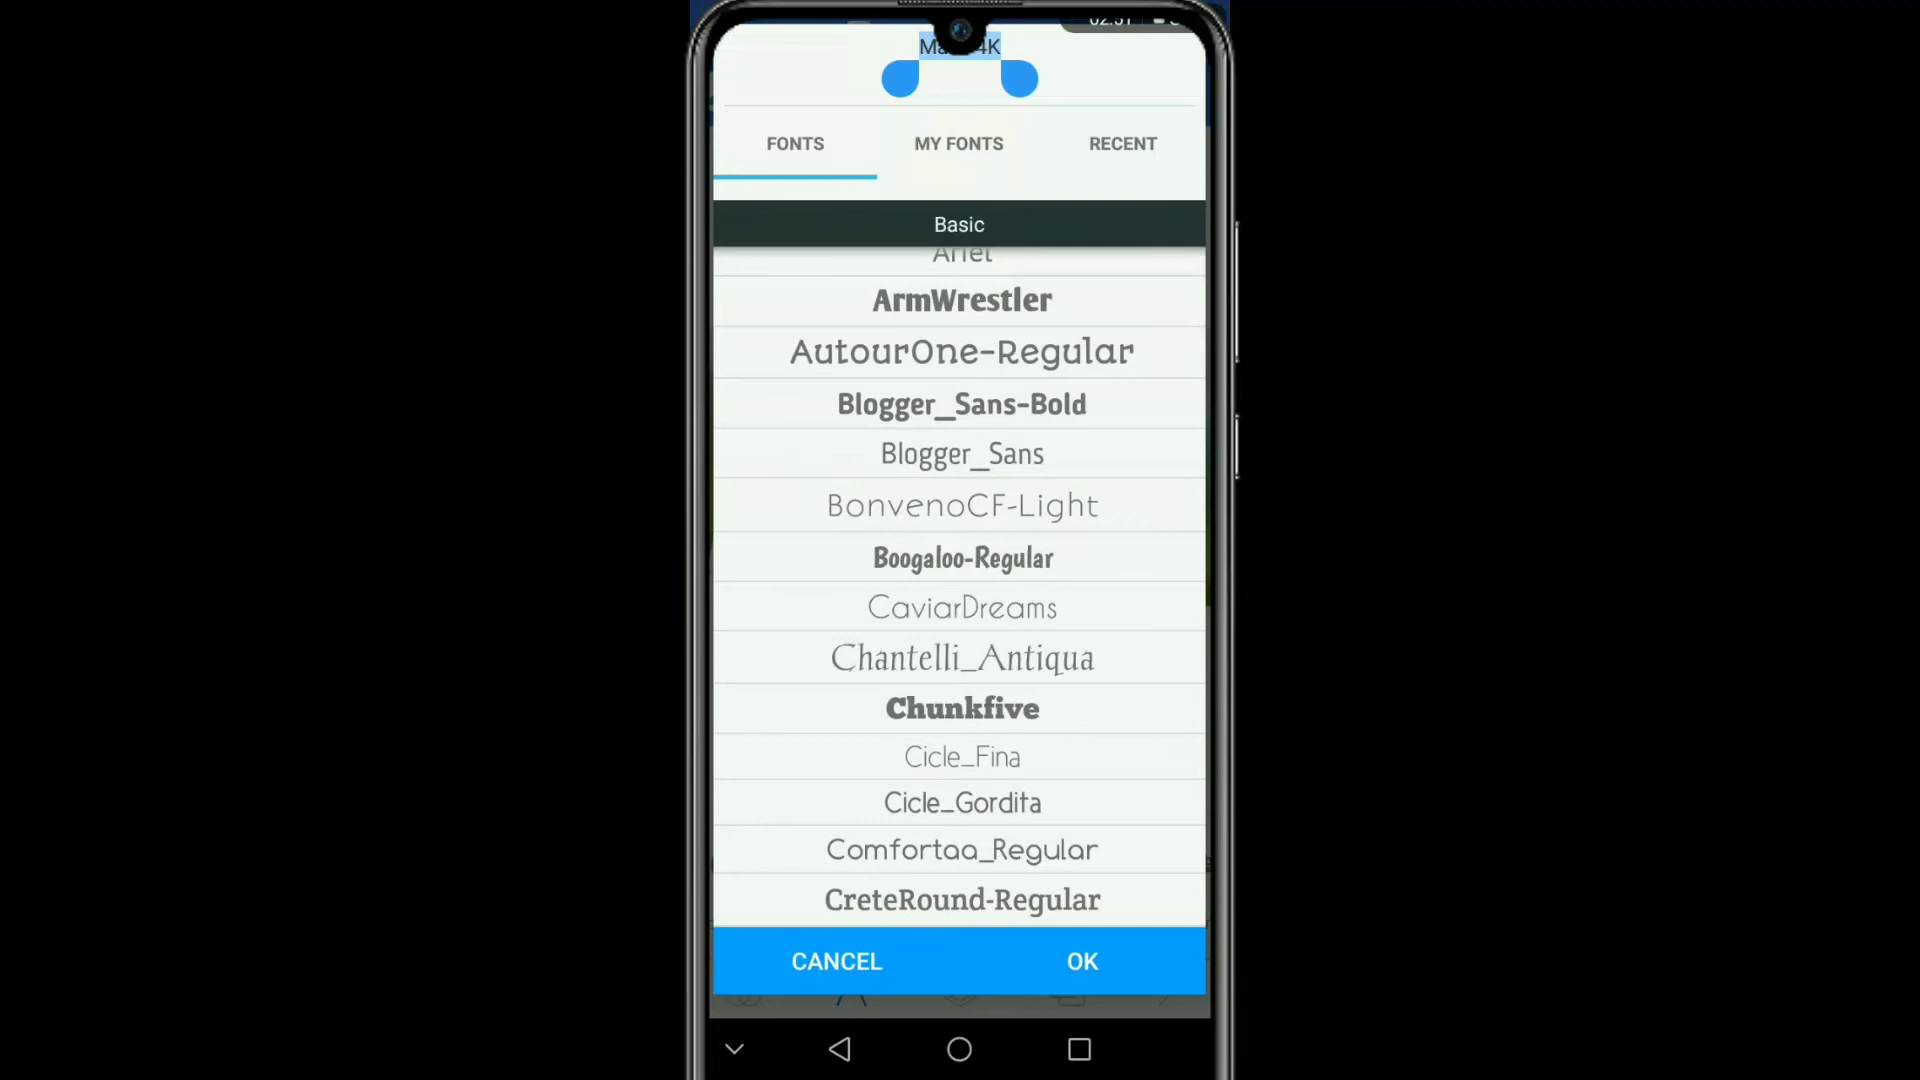 FONTS
MY FONTS
RECENT
Basic
Ariel
ArmWrestler
AutourOne-Regular
Blogger_Sans-Bold
Blogger_Sans
BonvenoCF-Light
Boogaloo-Regular
CaviarDreams
Chantelli_Antiqua
Chunkfive
Cicle_Fina
Cicle_Gordita
Comfortaa_Regular
CreteRound-Regular
CANCEL
OK